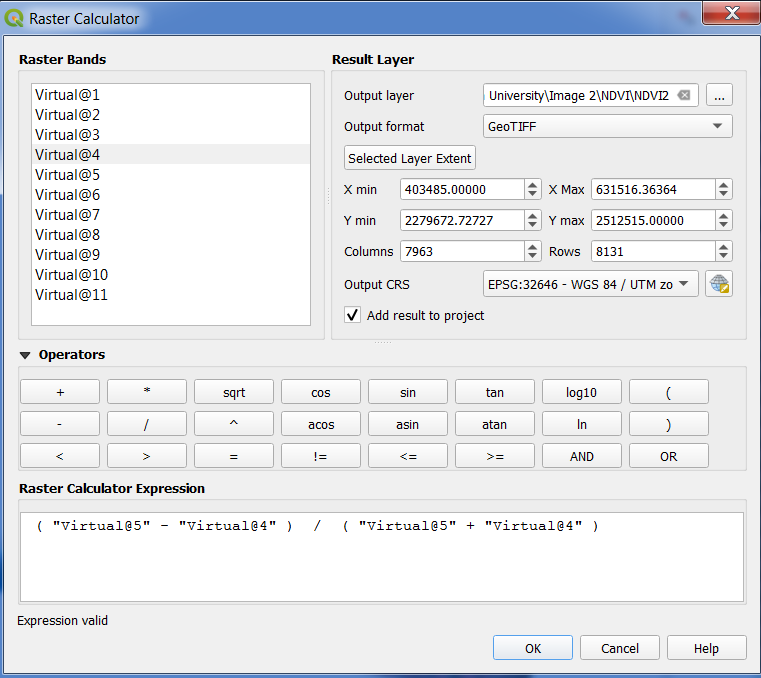 Raster Calculator
Raster Bands
Virtual@1
Virtual@2
Virtual@3
Virtual@4
Virtual@5
Virtual@6
Virtual@7
Virtual@8
Virtual@9
Virtual@10
Virtual@11
Result Layer
Output layer University\Image 2\NDVI\NDVI2 ...
Output format GeoTIFF
Selected Layer Extent
X min 403485.00000 X Max 631516.36364
Y min 2279672.72727 Y max 2512515.00000
Columns 7963 Rows 8131
Output CRS EPSG:32646 - WGS 84 / UTM zo
Add result to project
Operators
+ * sqrt cos sin tan log10 (
- / ^ acos asin atan ln )
< > = != <= >= AND OR
Raster Calculator Expression
( "Virtual@5" - "Virtual@4" ) / ( "Virtual@5" + "Virtual@4" )
Expression valid
OK Cancel Help